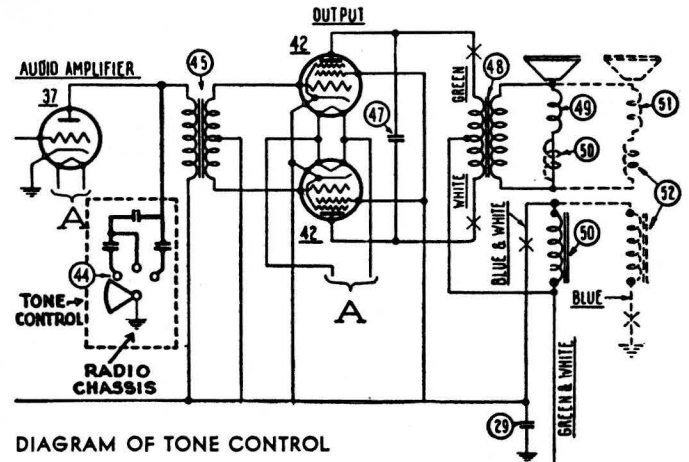 OUTPUT
42
45
AUDIO AMPLIFIER
37
47
GREEN
48
49
51
50
52
WHITE
42
BLUE & WHITE
50
A
44
TONE
CONTROL
A
BLUE
RADIO
CHASSIS
GREEN & WHITE
29
DIAGRAM OF TONE CONTROL